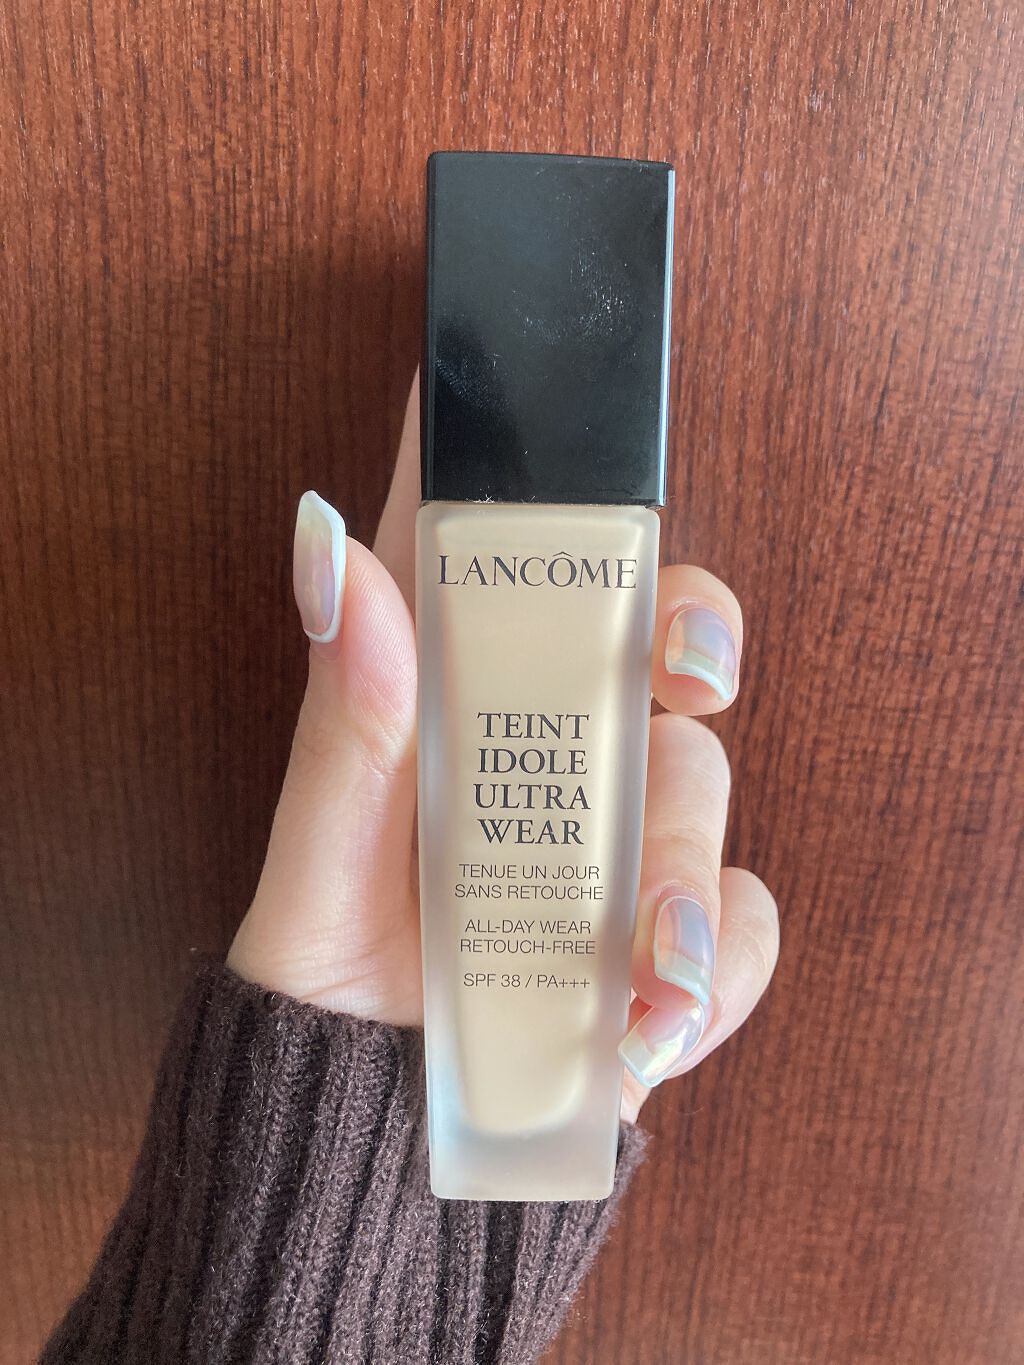 LANCÔME
TEINT
IDOLE
ULTRA
WEAR
TENUE UN JOUR
SANS RETOUCHE
ALL-DAY WEAR
RETOUCH-FREE
SPF 38 / PA+++